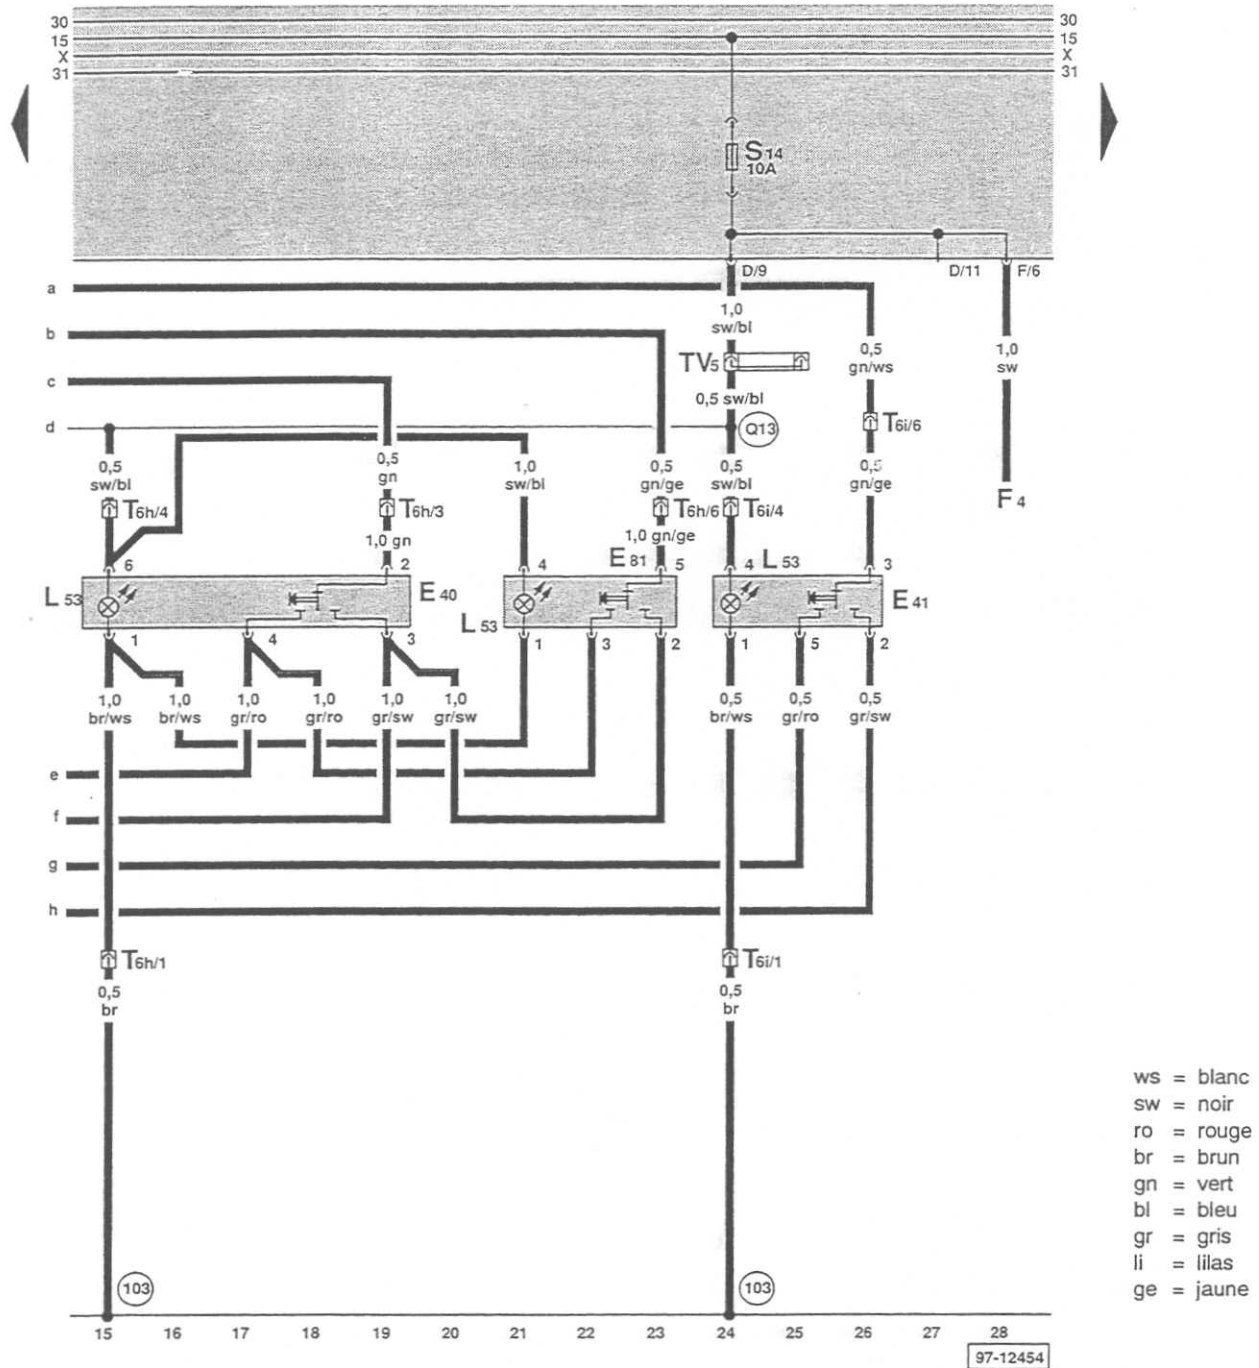 30 30
15 15
X X
31 31
S14
10A
D/9 D/11 F/6
a
1,0
sw/bl
b
0,5
gn/ws
1,0
sw
TV5
c
0,5 sw/bl
d
Q13
T6i/6
0,5
sw/bl
0,5
gn
1,0
sw/bl
0,5
gn/ge
0,5
sw/bl
0,5
gn/ge
F4
T6h/4
T6h/3
T6h/6
T6i/4
1,0 gn
1,0 gn/ge
6 2 4 E81 5 4 L53 3
L53 E40 L53 E41
1 4 3 1 3 2 1 5 2
1,0
br/ws
1,0
br/ws
1,0
gr/ro
1,0
gr/ro
1,0
gr/sw
1,0
gr/sw
0,5
br/ws
0,5
gr/ro
0,5
gr/sw
e
f
g
h
T6h/1
T6i/1
0,5
br
0,5
br
ws = blanc
sw = noir
ro = rouge
br = brun
gn = vert
bl = bleu
gr = gris
li = lilas
ge = jaune
103 103
15 16 17 18 19 20 21 22 23 24 25 26 27 28
97-12454